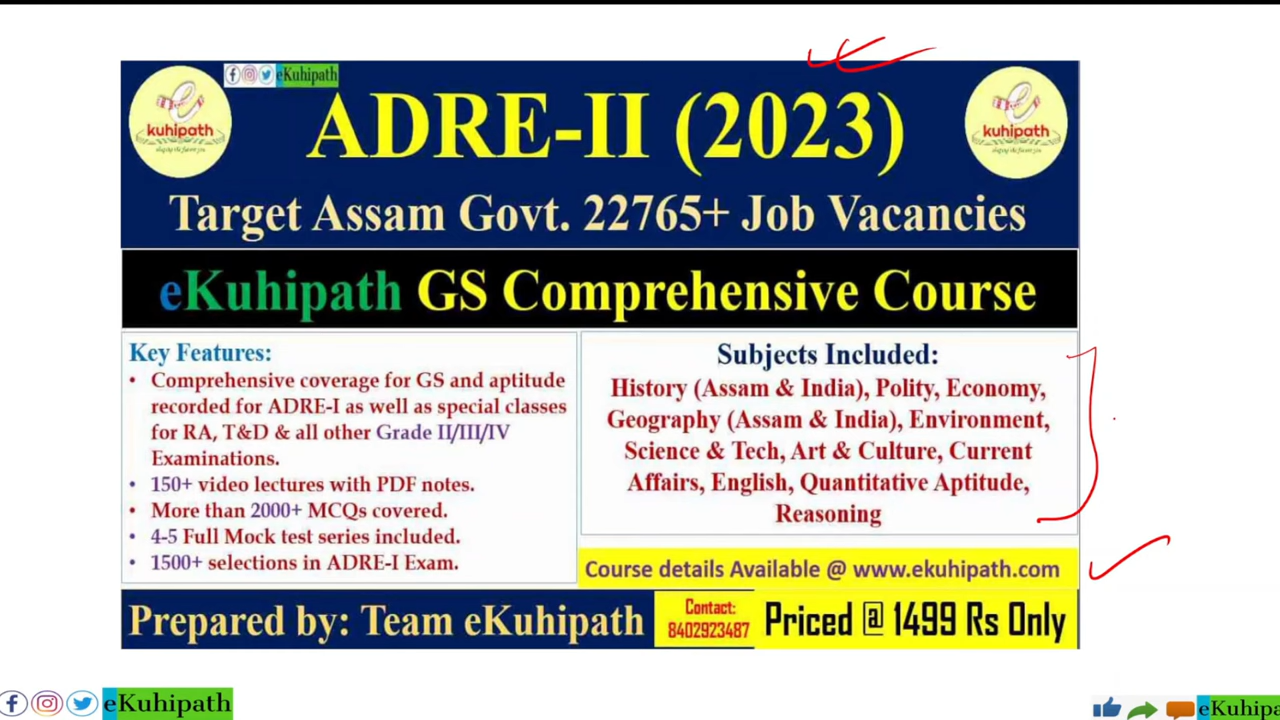 eKuhipath
ADRE-II (2023)
kuhipath
kuhipath
shaping the future you
Target Assam Govt. 22765+ Job Vacancies
eKuhipath GS Comprehensive Course
Key Features:
• Comprehensive coverage for GS and aptitude
recorded for ADRE-I as well as special classes
for RA, T&D & all other Grade II/III/IV
Examinations.
• 150+ video lectures with PDF notes.
• More than 2000+ MCQs covered.
• 4-5 Full Mock test series included.
• 1500+ selections in ADRE-I Exam.
Subjects Included:
History (Assam & India), Polity, Economy,
Geography (Assam & India), Environment,
Science & Tech, Art & Culture, Current
Affairs, English, Quantitative Aptitude,
Reasoning
Course details Available @ www.ekuhipath.com
Prepared by: Team eKuhipath
Contact:
8402923487
Priced @ 1499 Rs Only
eKuhipath
eKuhipa